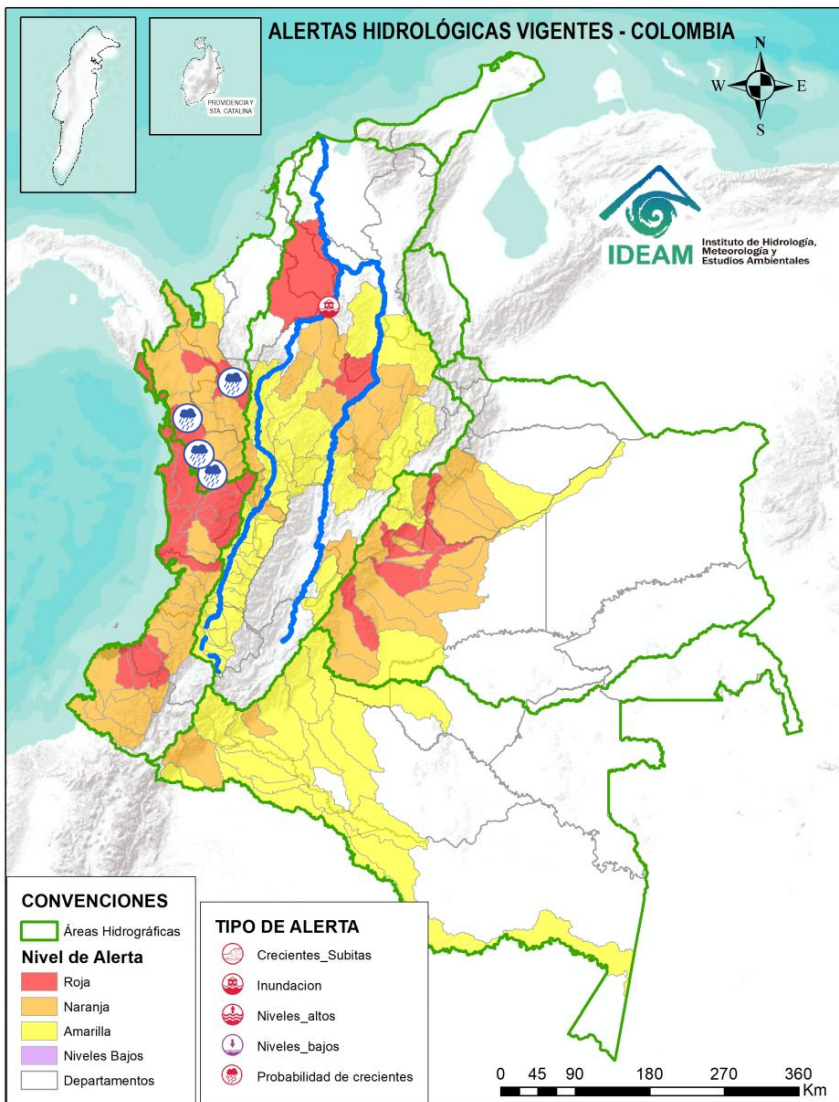 ALERTAS HIDROLÓGICAS VIGENTES - COLOMBIA
PROVIDENCIA Y
STA. CATALINA
N
W
E
S
IDEAM
Instituto de Hidrología,
Meteorología y
Estudios Ambientales
CONVENCIONES
Áreas Hidrográficas
Nivel de Alerta
Roja
Naranja
Amarilla
Niveles Bajos
Departamentos
TIPO DE ALERTA
Crecientes_Subitas
Inundacion
Niveles_altos
Niveles_bajos
Probabilidad de crecientes
0 45 90 180 270 360
Km